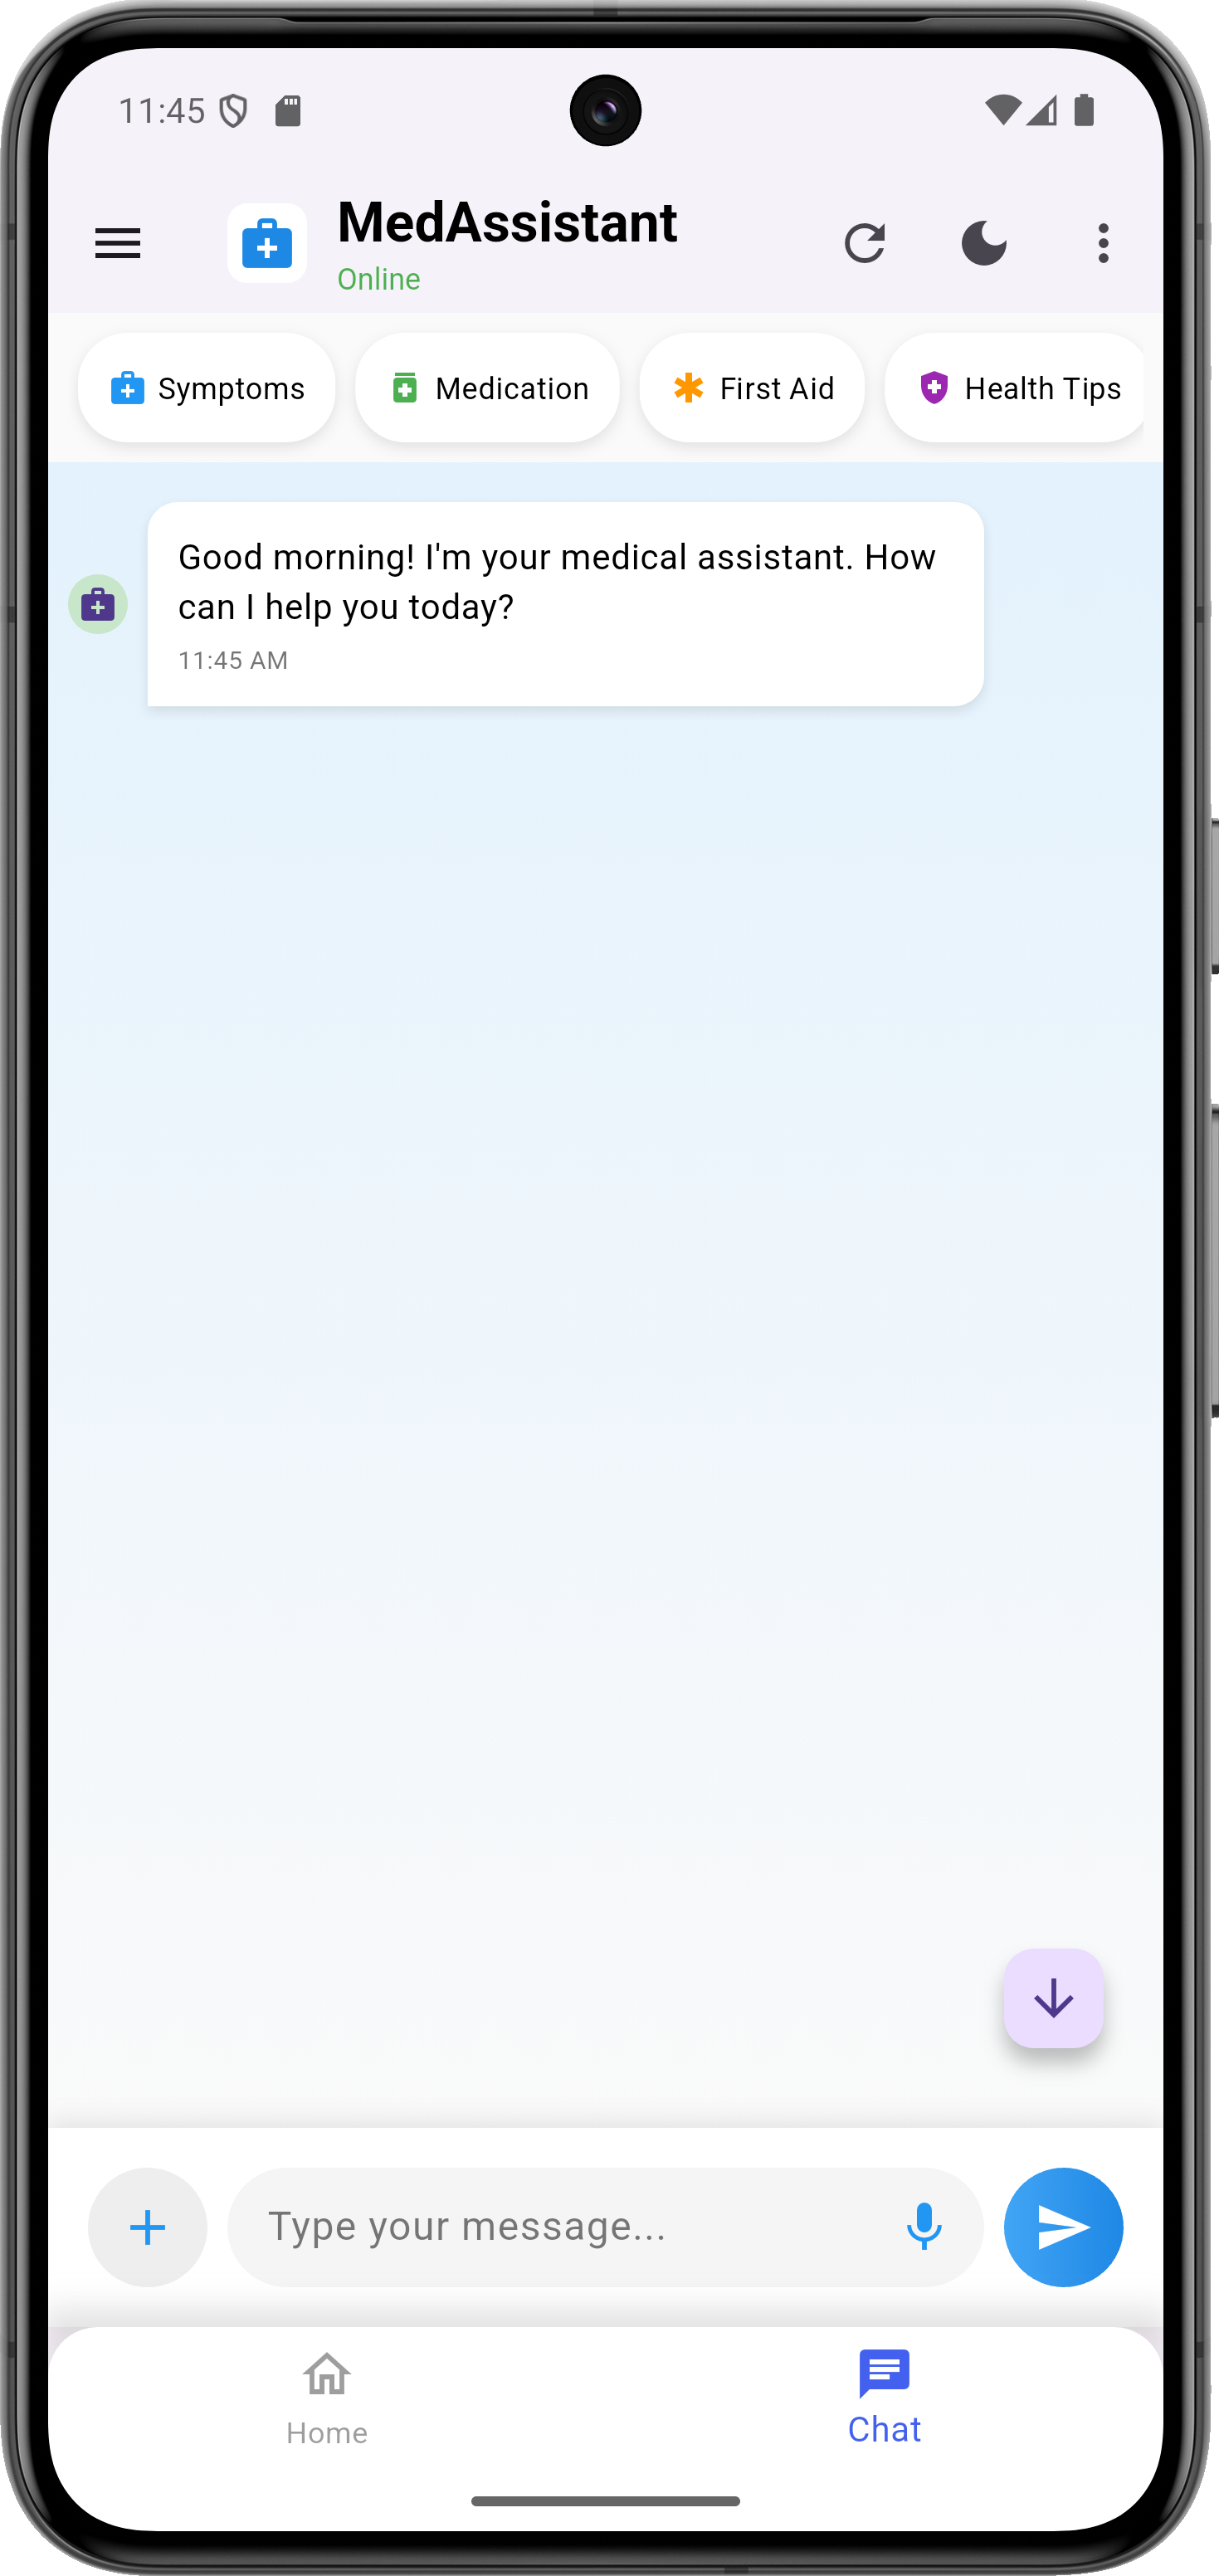 11:45
MedAssistant
Online
Symptoms
Medication
First Aid
Health Tips
Good morning! I'm your medical assistant. How
can I help you today?
11:45 AM
Type your message...
Home
Chat